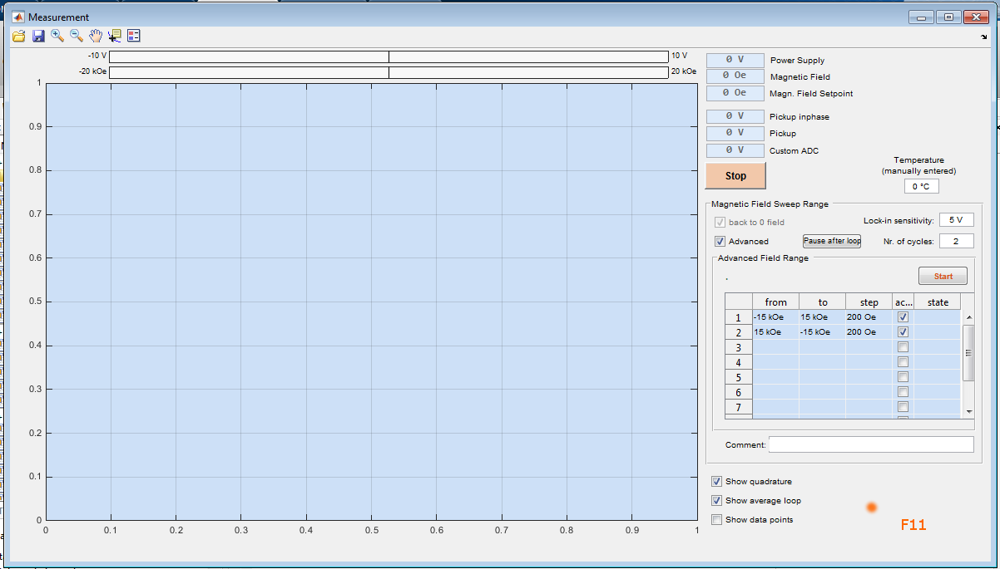 Measurement
-10 V
10 V
-20 kOe
20 kOe
1
0.9
0.8
0.7
0.6
0.5
0.4
0.3
0.2
0.1
0
0 0.1 0.2 0.3 0.4 0.5 0.6 0.7 0.8 0.9 1
0 V Power Supply
0 Oe Magnetic Field
0 Oe Magn. Field Setpoint
0 V Pickup inphase
0 V Pickup
0 V Custom ADC
Stop
Temperature
(manually entered)
0 °C
Magnetic Field Sweep Range
back to 0 field
Lock-in sensitivity: 5 V
Advanced
Pause after loop
Nr. of cycles: 2
Advanced Field Range
.
Start
from to step ac... state
1 -15 kOe 15 kOe 200 Oe
2 15 kOe -15 kOe 200 Oe
3
4
5
6
7
Comment:
Show quadrature
Show average loop
Show data points
F11